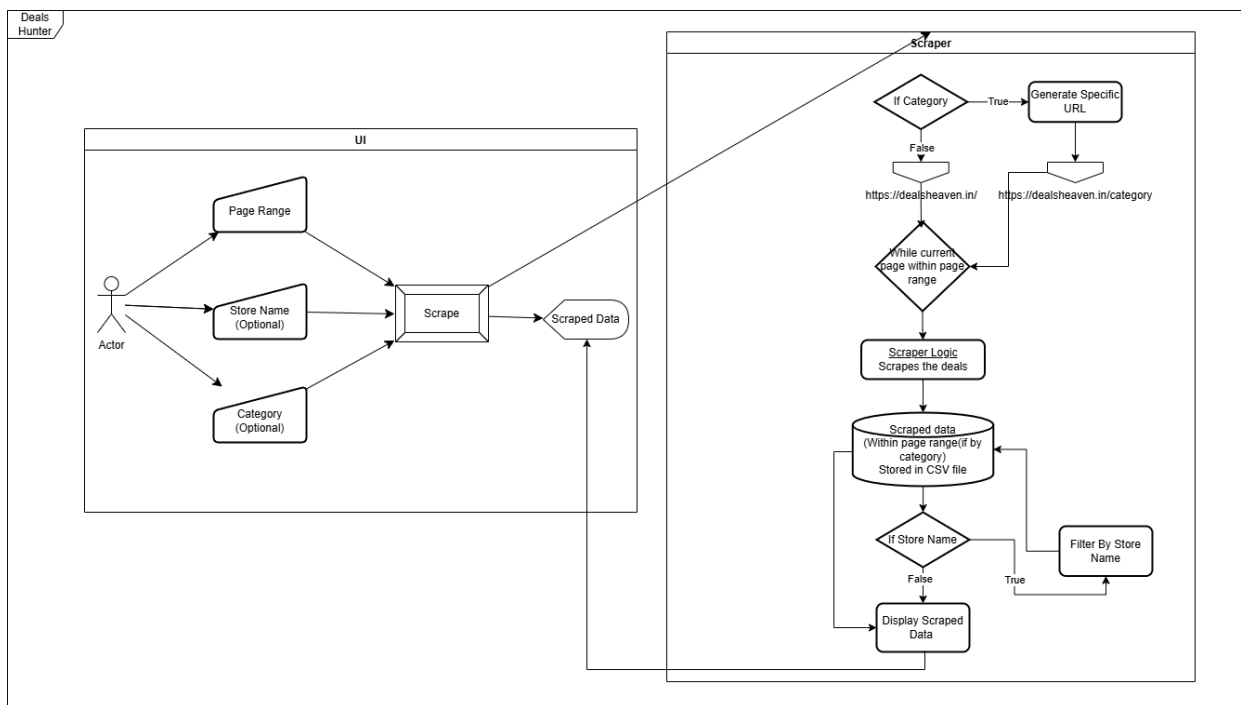 Deals
Hunter
UI
Page Range
Store Name
(Optional)
Category
(Optional)
Actor
Scrape
Scraped Data
Scraper
If Category
True
Generate Specific
URL
False
https://dealsheaven.in/
https://dealsheaven.in/category
While current
page within page
range
Scraper Logic
Scrapes the deals
Scraped data
(Within page range(if by
category)
Stored in CSV file
If Store Name
Filter By Store
Name
False
True
Display Scraped
Data